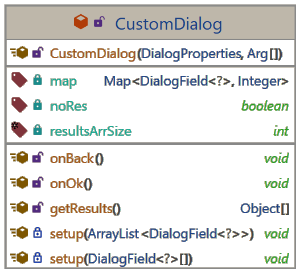 CustomDialog
CustomDialog(DialogProperties, Arg[])
map Map<DialogField<?>, Integer>
noRes boolean
resultsArrSize int
onBack() void
onOk() void
getResults() Object[]
setup(ArrayList<DialogField<?>>) void
setup(DialogField<?>[]) void